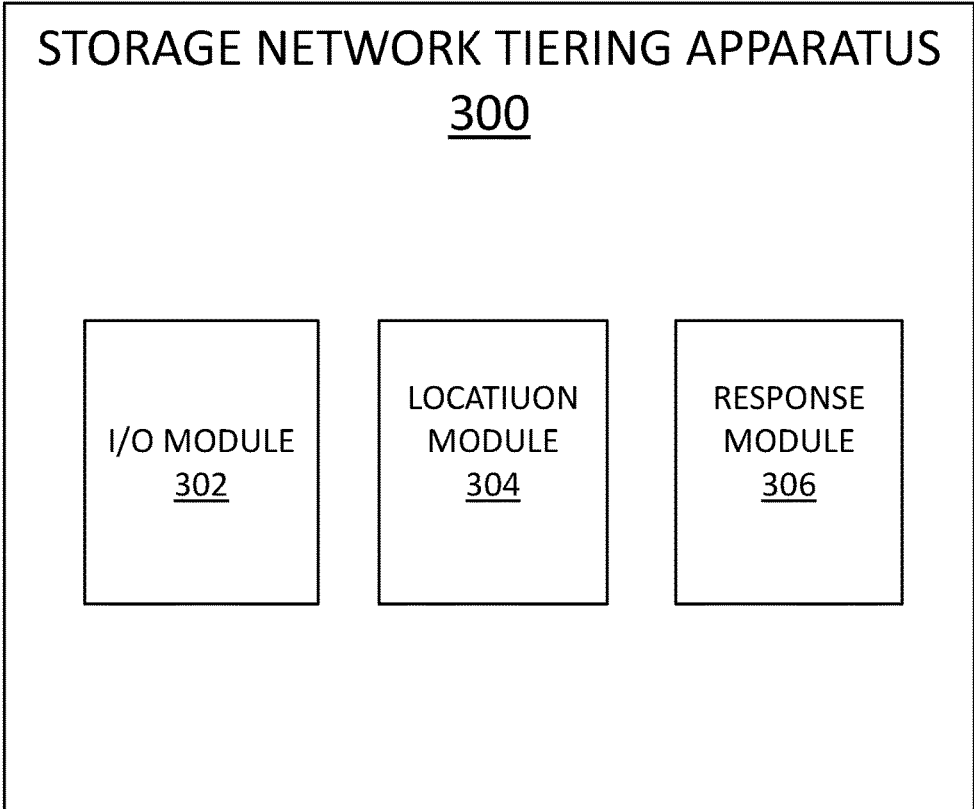 STORAGE NETWORK TIERING APPARATUS
300
I/O MODULE
302
LOCATIUON
MODULE
304
RESPONSE
MODULE
306